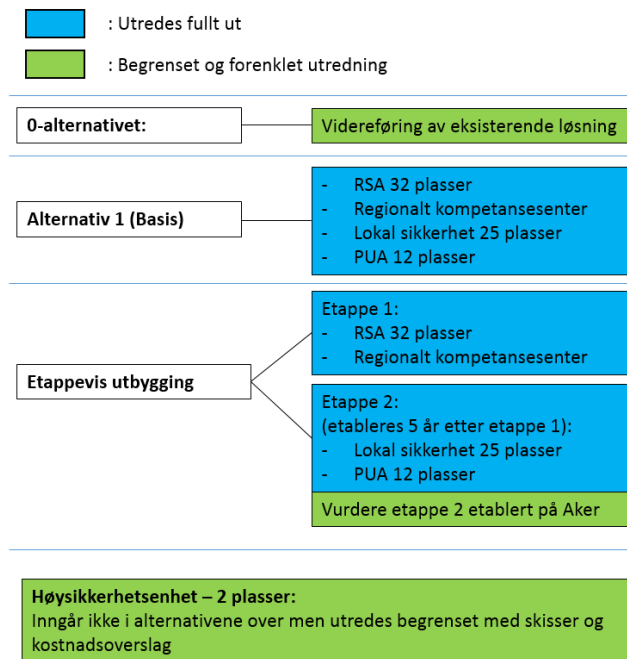 : Utredes fullt ut
: Begrenset og forenklet utredning
0-alternativet:
Videreføring av eksisterende løsning
Alternativ 1 (Basis)
- RSA 32 plasser
- Regionalt kompetansesenter
- Lokal sikkerhet 25 plasser
- PUA 12 plasser
Etappevis utbygging
Etappe 1:
- RSA 32 plasser
- Regionalt kompetansesenter
Etappe 2:
(etableres 5 år etter etappe 1):
- Lokal sikkerhet 25 plasser
- PUA 12 plasser
Vurdere etappe 2 etablert på Aker
Høysikkerhetsenhet – 2 plasser:
Inngår ikke i alternativene over men utredes begrenset med skisser og
kostnadsoverslag